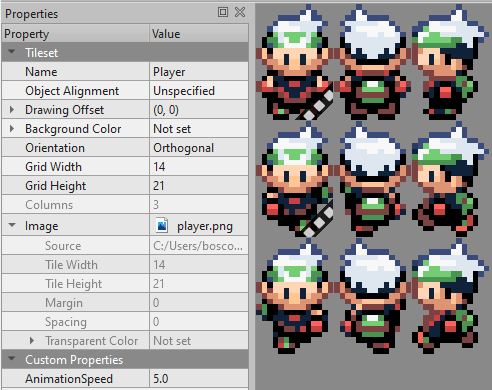 Properties
Property Value
Tileset
Name Player
Object Alignment Unspecified
Drawing Offset (0, 0)
Background Color Not set
Orientation Orthogonal
Grid Width 14
Grid Height 21
Columns 3
Image player.png
Source C:/Users/bosco...
Tile Width 14
Tile Height 21
Margin 0
Spacing 0
Transparent Color Not set
Custom Properties
AnimationSpeed 5.0